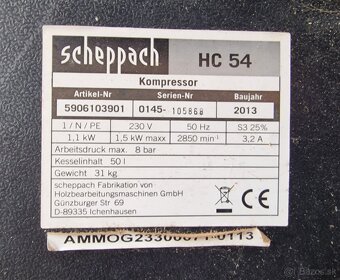 scheppach HC 54
Kompressor
Artikel-Nr Serien-Nr Baujahr
5906103901 0145- 105868 2013
1 / N / PE 230 V 50 Hz S3 25%
1,1 kW 1,5 kW maxx 2850 min⁻¹ 3,2 A
Arbeitsdruck max. 8 bar
Kesselinhalt 50 l
Gewicht 31 kg
scheppach Fabrikation von
Holzbearbeitungsmaschinen GmbH
Günzburger Str. 69
D-89335 Ichenhausen
Bazos.sk